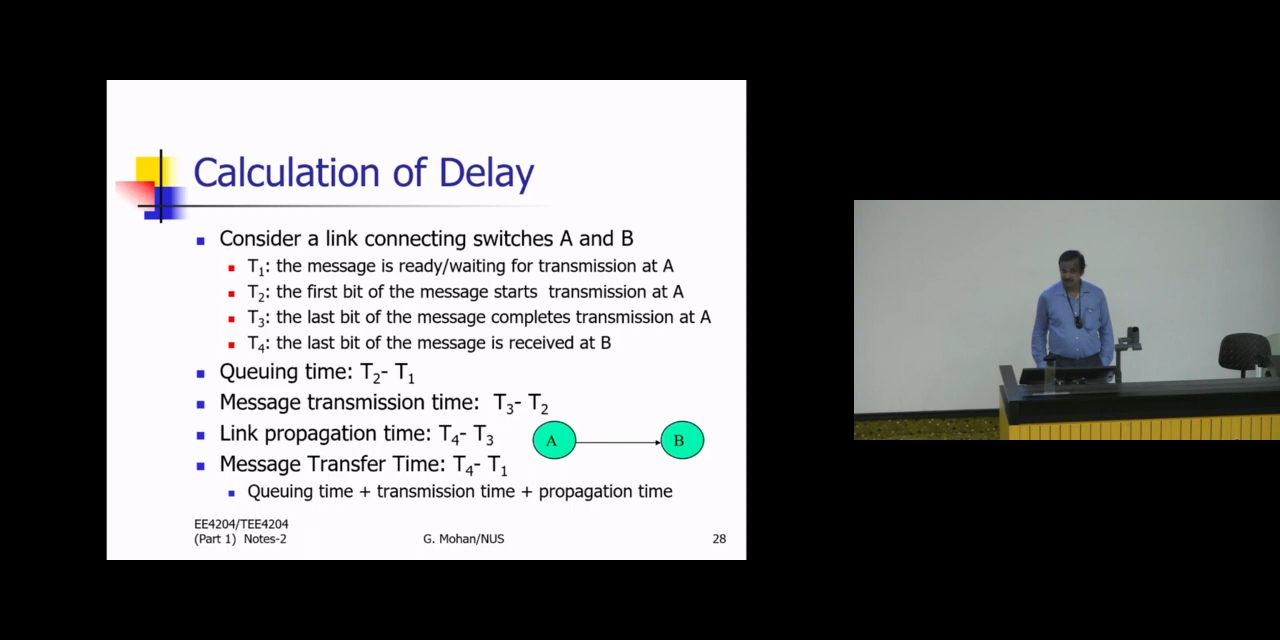 Calculation of Delay
Consider a link connecting switches A and B
T₁: the message is ready/waiting for transmission at A
T₂: the first bit of the message starts transmission at A
T₃: the last bit of the message completes transmission at A
T₄: the last bit of the message is received at B
Queuing time: T₂- T₁
Message transmission time: T₃- T₂
Link propagation time: T₄- T₃
A B
Message Transfer Time: T₄- T₁
Queuing time + transmission time + propagation time
EE4204/TEE4204
(Part 1) Notes-2 G. Mohan/NUS 28